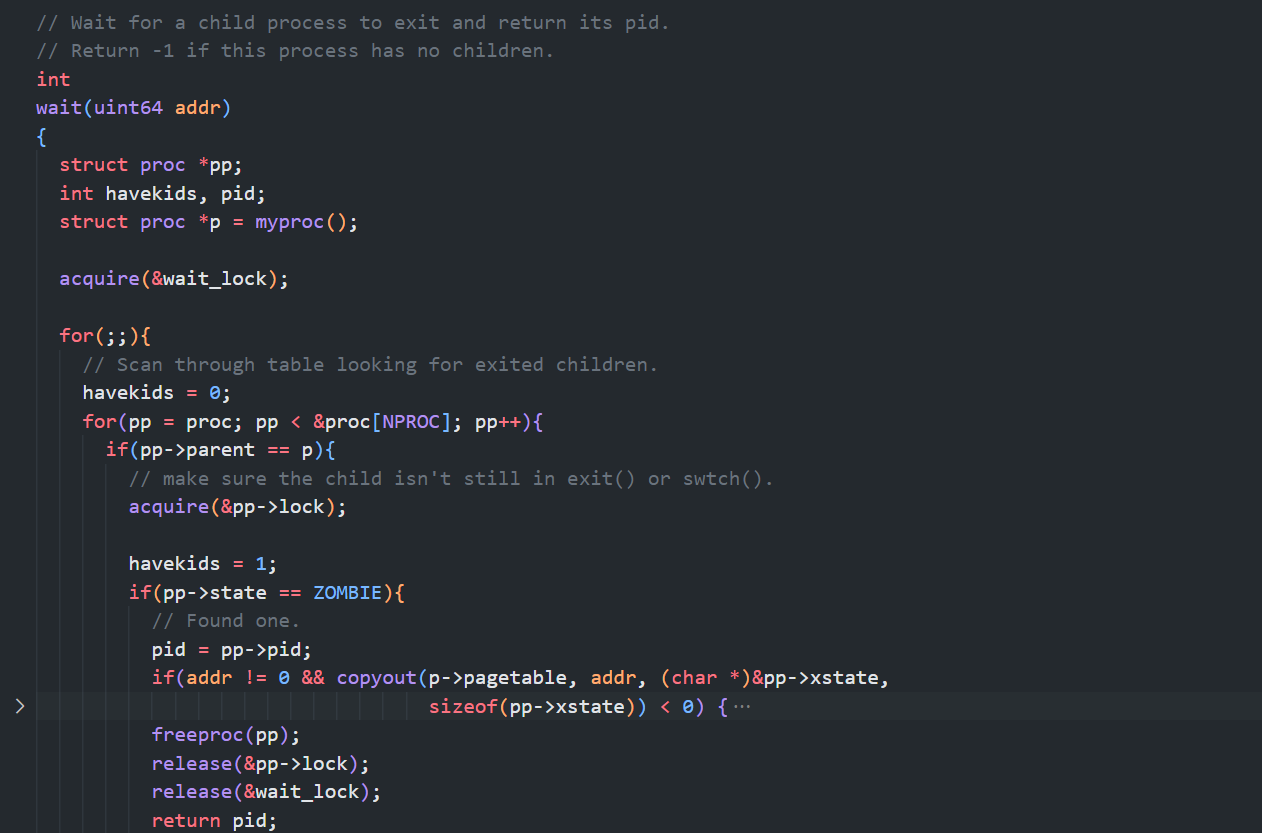 // Wait for a child process to exit and return its pid.
// Return -1 if this process has no children.
int
wait(uint64 addr)
{
struct proc *pp;
int havekids, pid;
struct proc *p = myproc();
acquire(&wait_lock);
for(;;){
// Scan through table looking for exited children.
havekids = 0;
for(pp = proc; pp < &proc[NPROC]; pp++){
if(pp->parent == p){
// make sure the child isn't still in exit() or swtch().
acquire(&pp->lock);
havekids = 1;
if(pp->state == ZOMBIE){
// Found one.
pid = pp->pid;
if(addr != 0 && copyout(p->pagetable, addr, (char *)&pp->xstate,
sizeof(pp->xstate)) < 0) {⋯
freeproc(pp);
release(&pp->lock);
release(&wait_lock);
return pid;